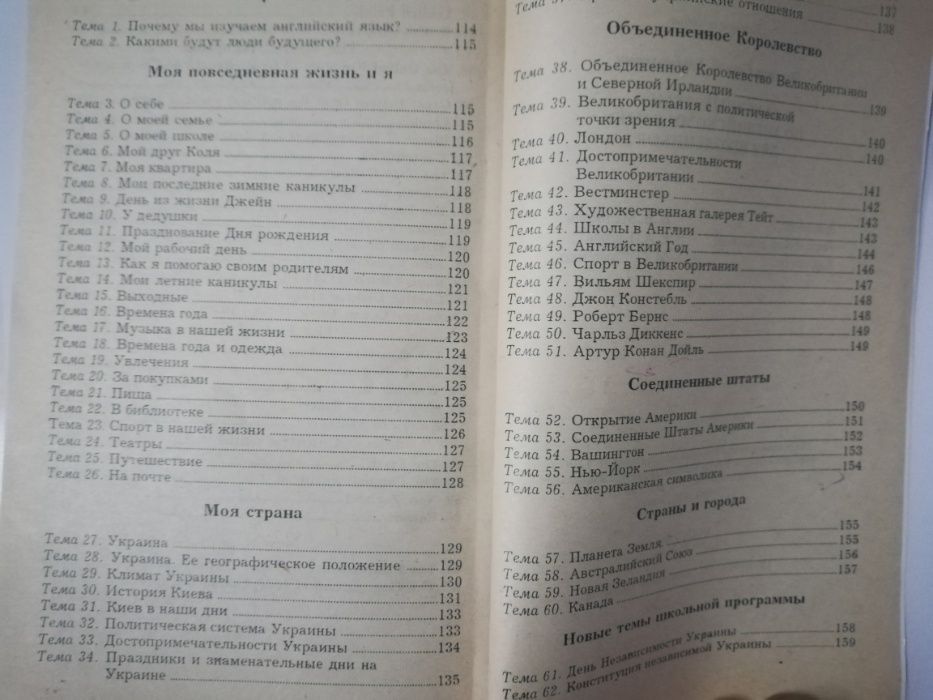 Тема 1. Почему мы изучаем английский язык? 114
Тема 2. Какими будут люди будущего? 115
Моя повседневная жизнь и я
Тема 3. О себе 115
Тема 4. О моей семье 115
Тема 5. О моей школе 116
Тема 6. Мой друг Коля 117
Тема 7. Моя квартира 117
Тема 8. Мои последние зимние каникулы 118
Тема 9. День из жизни Джейн 118
Тема 10. У дедушки 119
Тема 11. Празднование Дня рождения 119
Тема 12. Мой рабочий день 120
Тема 13. Как я помогаю своим родителям 120
Тема 14. Мои летние каникулы 121
Тема 15. Выходные 121
Тема 16. Времена года 122
Тема 17. Музыка в нашей жизни 123
Тема 18. Времена года и одежда 124
Тема 19. Увлечения 124
Тема 20. За покупками 125
Тема 21. Пища 125
Тема 22. В библиотеке 125
Тема 23. Спорт в нашей жизни 126
Тема 24. Театры 127
Тема 25. Путешествие 127
Тема 26. На почте 128
Моя страна
Тема 27. Украина 129
Тема 28. Украина. Ее географическое положение 129
Тема 29. Климат Украины 130
Тема 30. История Киева 131
Тема 31. Киев в наши дни 133
Тема 32. Политическая система Украины 133
Тема 33. Достопримечательности Украины 134
Тема 34. Праздники и знаменательные дни на
Украине 135
137
отношения 138
Объединенное Королевство
Тема 38. Объединенное Королевство Великобритании
и Северной Ирландии 139
Тема 39. Великобритания с политической
точки зрения 140
Тема 40. Лондон 140
Тема 41. Достопримечательности
Великобритании 141
Тема 42. Вестминстер 142
Тема 43. Художественная галерея Тейт 143
Тема 44. Школы в Англии 143
Тема 45. Английский Год 144
Тема 46. Спорт в Великобритании 146
Тема 47. Вильям Шекспир 147
Тема 48. Джон Констебль 148
Тема 49. Роберт Бернс 148
Тема 50. Чарльз Диккенс 149
Тема 51. Артур Конан Дойль 149
Соединенные штаты
Тема 52. Открытие Америки 150
Тема 53. Соединенные Штаты Америки 151
Тема 54. Вашингтон 152
Тема 55. Нью-Йорк 153
Тема 56. Американская символика 154
Страны и города
Тема 57. Планета Земля 155
Тема 58. Австралийский Союз 155
Тема 59. Новая Зеландия 156
Тема 60. Канада 157
Новые темы школьной программы
Тема 61. День Независимости Украины 158
Тема 62. Конституция независимой Украины 159